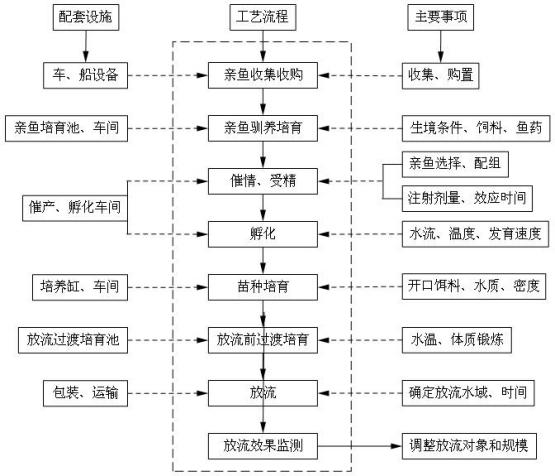 配套设施 工艺流程 主要事项
车、船设备 亲鱼收集收购 收集、购置
亲鱼培育池、车间 亲鱼驯养培育 生境条件、饲料、鱼药
亲鱼选择、配组
催情、受精
注射剂量、效应时间
催产、孵化车间
孵化 水流、温度、发育速度
培养缸、车间 苗种培育 开口饵料、水质、密度
放流过渡培育池 放流前过渡培育 水温、体质锻炼
包装、运输 放流 确定放流水域、时间
放流效果监测 调整放流对象和规模